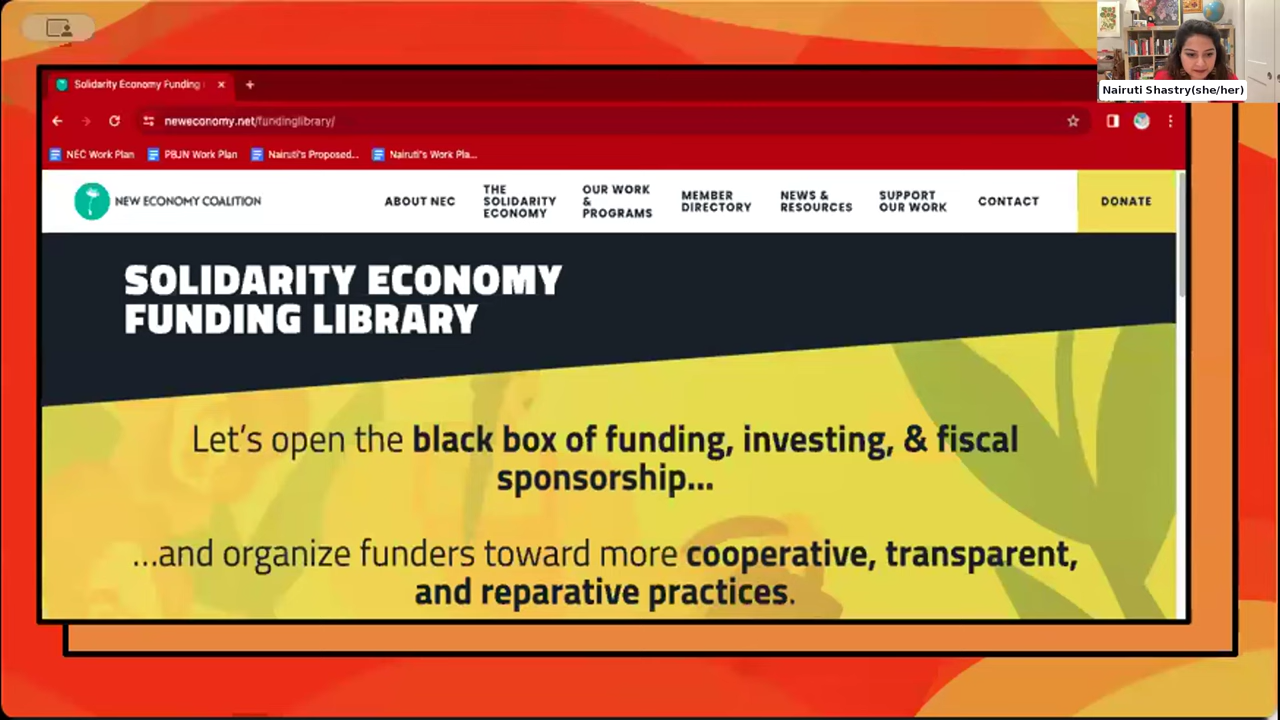 Nairuti Shastry(she/her)
Solidarity Economy Funding
neweconomy.net/fundinglibrary/
NEC Work Plan
PBJN Work Plan
Nairuti's Proposed...
Nairuti's Work Pla...
NEW ECONOMY COALITION
ABOUT NEC
THE
SOLIDARITY
ECONOMY
OUR WORK
&
PROGRAMS
MEMBER
DIRECTORY
NEWS &
RESOURCES
SUPPORT
OUR WORK
CONTACT
DONATE
SOLIDARITY ECONOMY
FUNDING LIBRARY
Let's open the black box of funding, investing, & fiscal
sponsorship...
...and organize funders toward more cooperative, transparent,
and reparative practices.